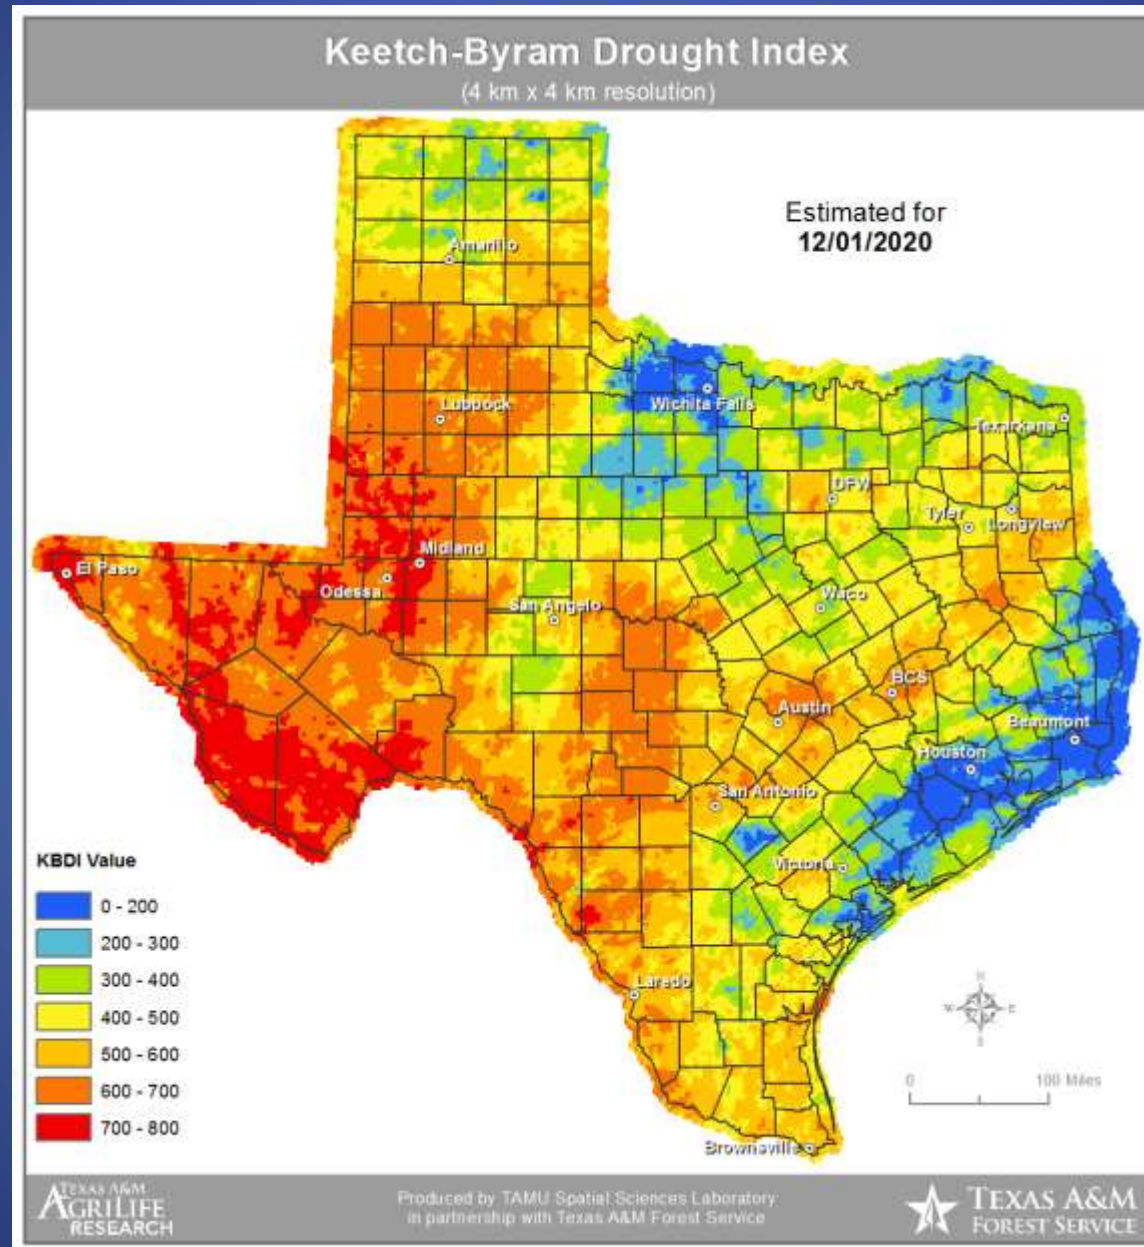 Keetch-Byram Drought Index
(4 km x 4 km resolution)
Estimated for
12/01/2020
Amarillo
Lubbock
Wichita Falls
Texarkana
DFW
Tyler
Longview
El Paso
Midland
Odessa
San Angelo
Waco
BCS
Austin
Beaumont
Houston
San Antonio
Victoria
Laredo
Brownsville
KBDI Value
0 - 200
200 - 300
300 - 400
400 - 500
500 - 600
600 - 700
700 - 800
N
W
E
S
0
100 Miles
TEXAS A&M
AGRILIFE
RESEARCH
Produced by TAMU Spatial Sciences Laboratory
in partnership with Texas A&M Forest Service
TEXAS A&M
FOREST SERVICE